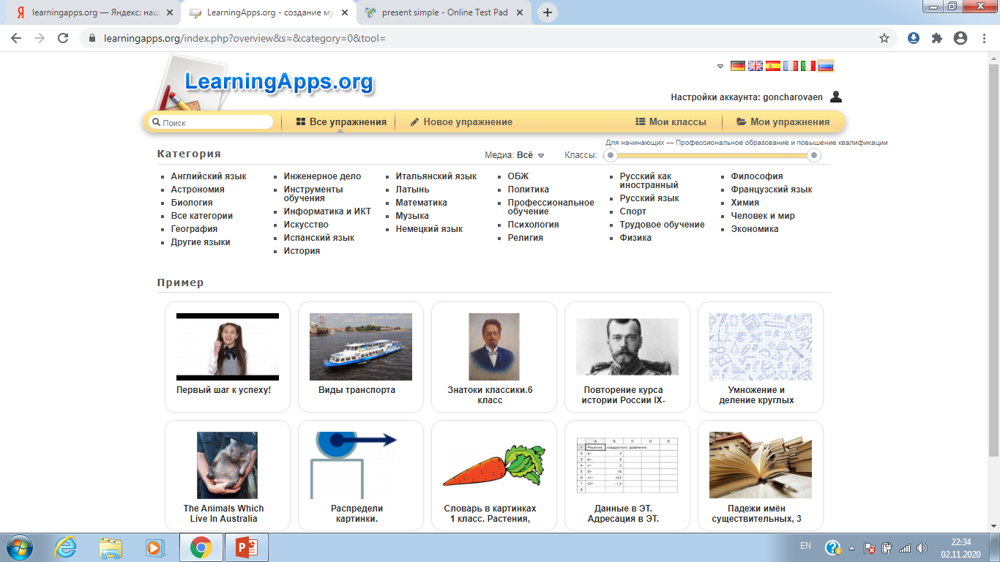 learningapps.org — Яндекс: наш
LearningApps.org - создание му
present simple - Online Test Pad
learningapps.org/index.php?overview&s=&category=0&tool=
LearningApps.org
Настройки аккаунта: goncharovaen
Поиск
Все упражнения
Новое упражнение
Мои классы
Мои упражнения
Для начинающих — Профессиональное образование и повышение квалификации
Категория
Медиа: Всё
Классы:
Английский язык
Астрономия
Биология
Все категории
География
Другие языки
Инженерное дело
Инструменты
обучения
Информатика и ИКТ
Искусство
Испанский язык
История
Итальянский язык
Латынь
Математика
Музыка
Немецкий язык
ОБЖ
Политика
Профессиональное
обучение
Психология
Религия
Русский как
иностранный
Русский язык
Спорт
Трудовое обучение
Физика
Философия
Французский язык
Химия
Человек и мир
Экономика
Пример
Первый шаг к успеху!
Виды транспорта
Знатоки классики.6
класс
Повторение курса
истории России IX-
Умножение и
деление круглых
The Animals Which
Live In Australia
Распредели
картинки.
Словарь в картинках
1 класс. Растения,
Данные в ЭТ.
Адресация в ЭТ.
Падежи имён
существительных, 3
EN
22:34
02.11.2020